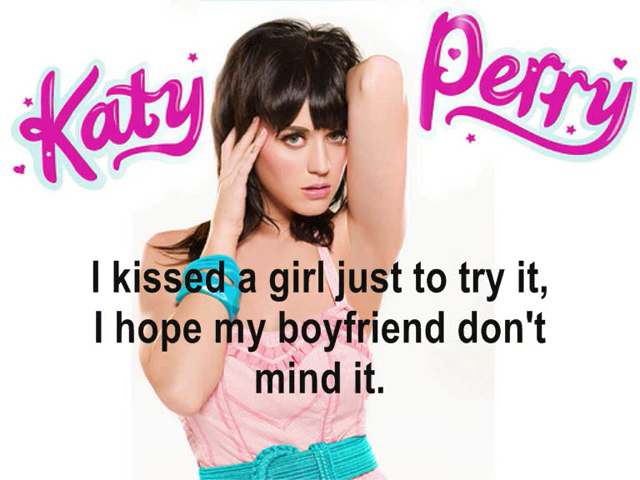 Katy Perry
I kissed a girl just to try it,
I hope my boyfriend don't
mind it.